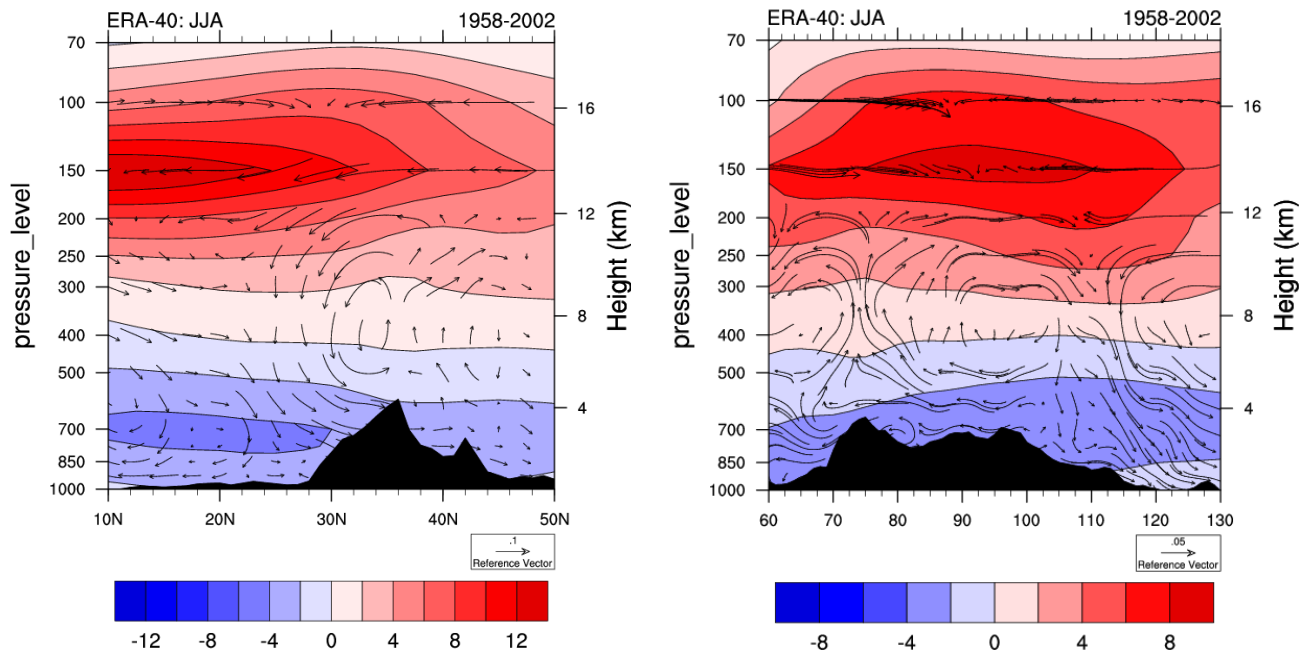 ERA-40: JJA 1958-2002
70
100
150
200
250
300
400
500
700
850
1000
pressure_level
16
12
8
4
Height (km)
10N 20N 30N 40N 50N
.1
Reference Vector
-12 -8 -4 0 4 8 12
ERA-40: JJA 1958-2002
70
100
150
200
250
300
400
500
700
850
1000
pressure_level
16
12
8
4
Height (km)
60 70 80 90 100 110 120 130
.05
Reference Vector
-8 -4 0 4 8